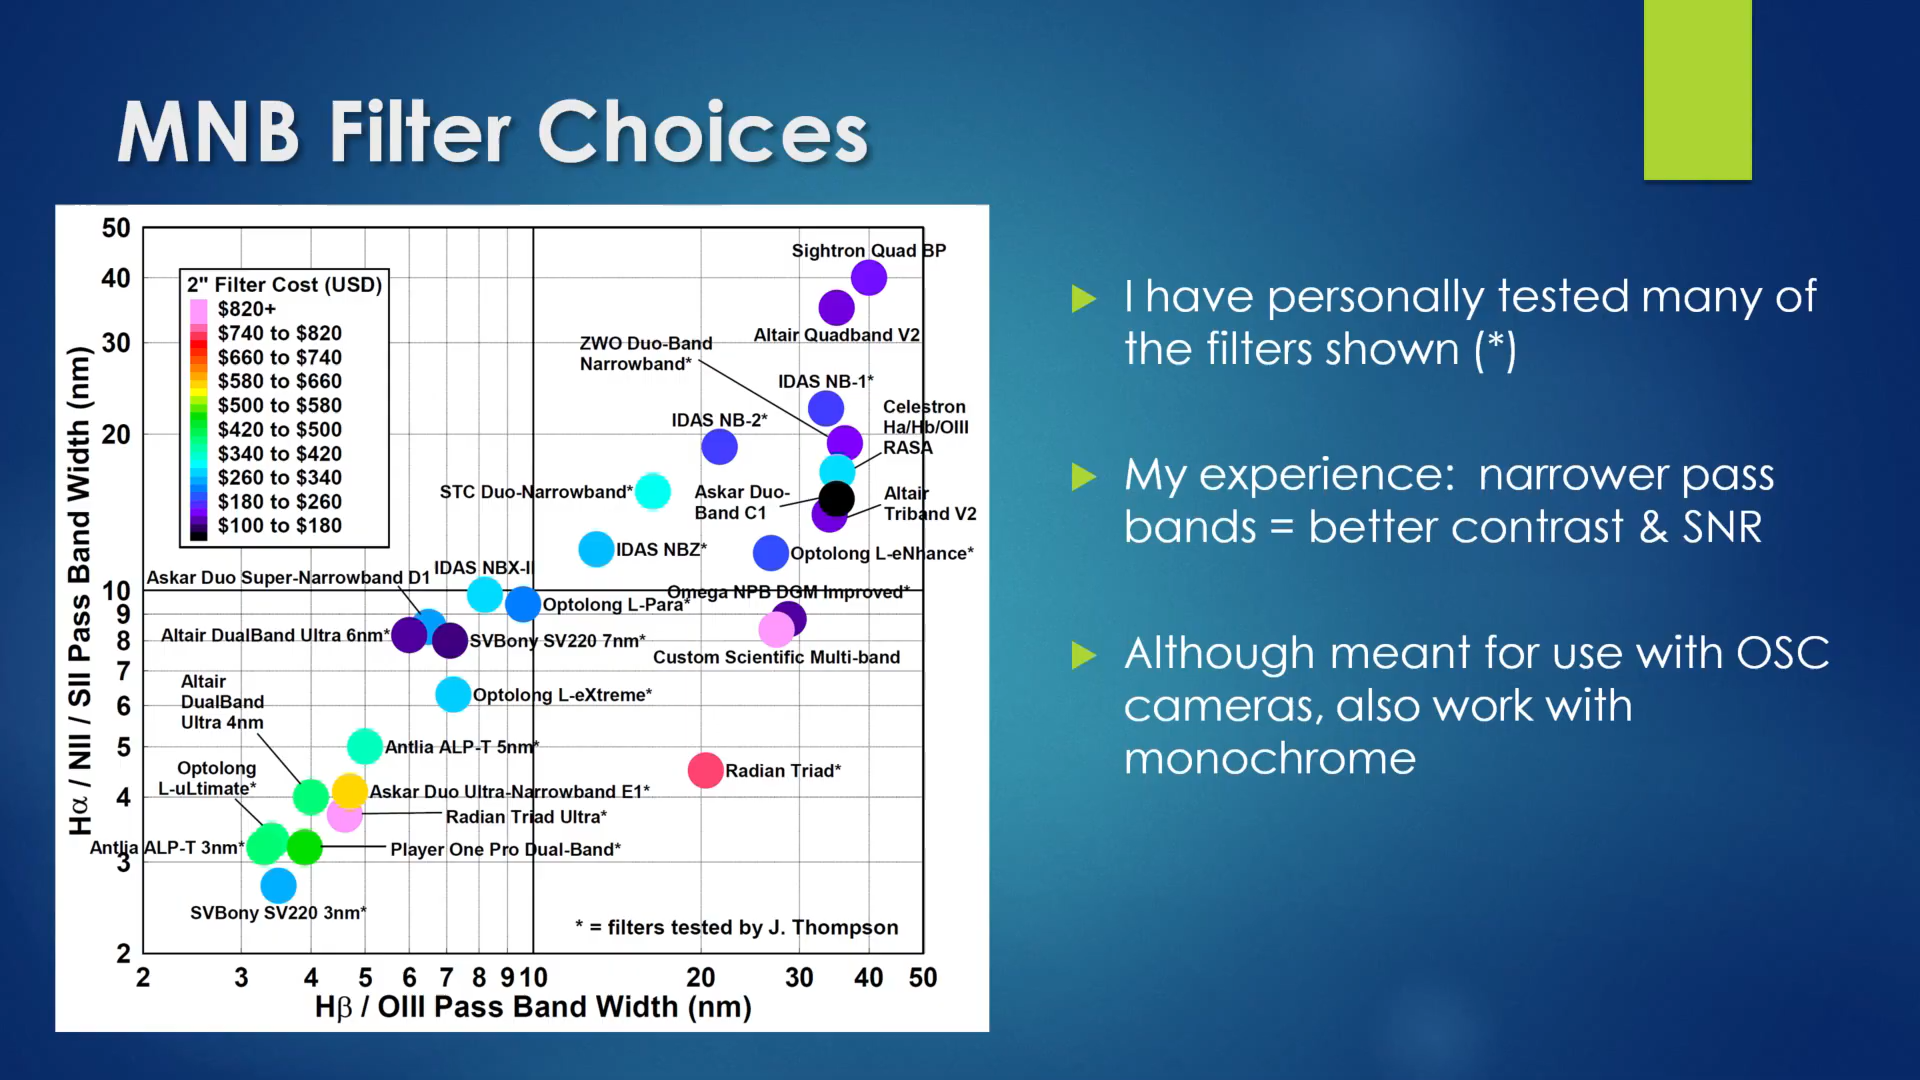 MNB Filter Choices
50
40
30
20
10
9
8
7
6
5
4
3
2
Hα / NII / SII Pass Band Width (nm)
2" Filter Cost (USD)
$820+
$740 to $820
$660 to $740
$580 to $660
$500 to $580
$420 to $500
$340 to $420
$260 to $340
$180 to $260
$100 to $180
Sightron Quad BP
Altair Quadband V2
ZWO Duo-Band
Narrowband*
IDAS NB-1*
IDAS NB-2*
Celestron
Ha/Hb/OIII
RASA
STC Duo-Narrowband*
Askar Duo-
Band C1
Altair
Triband V2
IDAS NBZ*
Optolong L-eNhance*
IDAS NBX-II
Askar Duo Super-Narrowband D1
Omega NPB DGM Improved*
Optolong L-Para*
Altair DualBand Ultra 6nm*
SVBony SV220 7nm*
Custom Scientific Multi-band
Altair
DualBand
Ultra 4nm
Optolong L-eXtreme*
Antlia ALP-T 5nm*
Optolong
L-uLtimate*
Radian Triad*
Askar Duo Ultra-Narrowband E1*
Radian Triad Ultra*
Antlia ALP-T 3nm*
Player One Pro Dual-Band*
SVBony SV220 3nm*
* = filters tested by J. Thompson
2 3 4 5 6 7 8 9 10 20 30 40 50
Hβ / OIII Pass Band Width (nm)
I have personally tested many of
the filters shown (*)
My experience: narrower pass
bands = better contrast & SNR
Although meant for use with OSC
cameras, also work with
monochrome